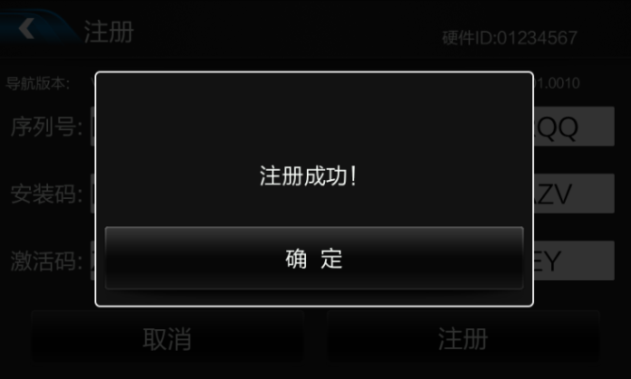 注册
硬件ID:01234567
导航版本:
01.0010
序列号:
QQ
注册成功!
安装码:
ZV
确 定
激活码:
EY
取消
注册